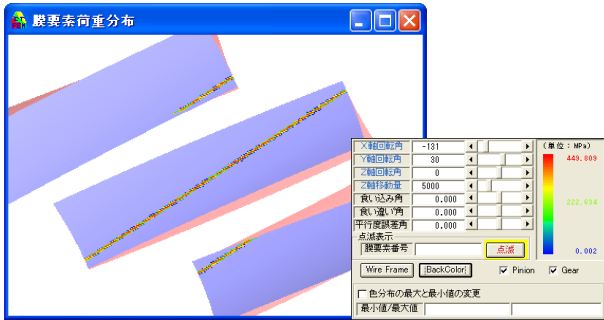 膜要素荷重分布
X軸回転角 -131
Y軸回転角 30
Z軸回転角 0
Z軸移動量 5000
食い込み角 0.000
食い違い角 0.000
平行度誤差角 0.000
点滅表示
膜要素番号 点滅
Wire Frame BackColor Pinion Gear
色分布の最大と最小値の変更
最小値/最大値
(単位: MPa)
449.809
0.002